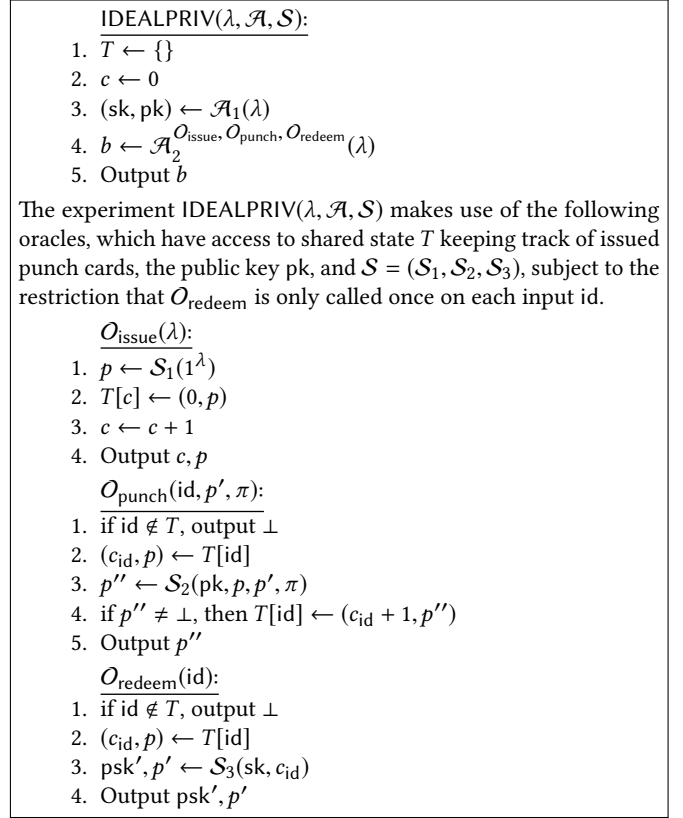 IDEALPRIV(λ, 𝒜, 𝒮):
1. T ← {}
2. c ← 0
3. (sk, pk) ← 𝒜₁(λ)
4. b ← 𝒜₂^{𝒪_issue, 𝒪_punch, 𝒪_redeem}(λ)
5. Output b
The experiment IDEALPRIV(λ, 𝒜, 𝒮) makes use of the following
oracles, which have access to shared state T keeping track of issued
punch cards, the public key pk, and 𝒮 = (𝒮₁, 𝒮₂, 𝒮₃), subject to the
restriction that 𝒪_redeem is only called once on each input id.
𝒪_issue(λ):
1. p ← 𝒮₁(1^λ)
2. T[c] ← (0, p)
3. c ← c + 1
4. Output c, p
𝒪_punch(id, p′, π):
1. if id ∉ T, output ⊥
2. (c_id, p) ← T[id]
3. p′′ ← 𝒮₂(pk, p, p′, π)
4. if p′′ ≠ ⊥, then T[id] ← (c_id + 1, p′′)
5. Output p′′
𝒪_redeem(id):
1. if id ∉ T, output ⊥
2. (c_id, p) ← T[id]
3. psk′, p′ ← 𝒮₃(sk, c_id)
4. Output psk′, p′